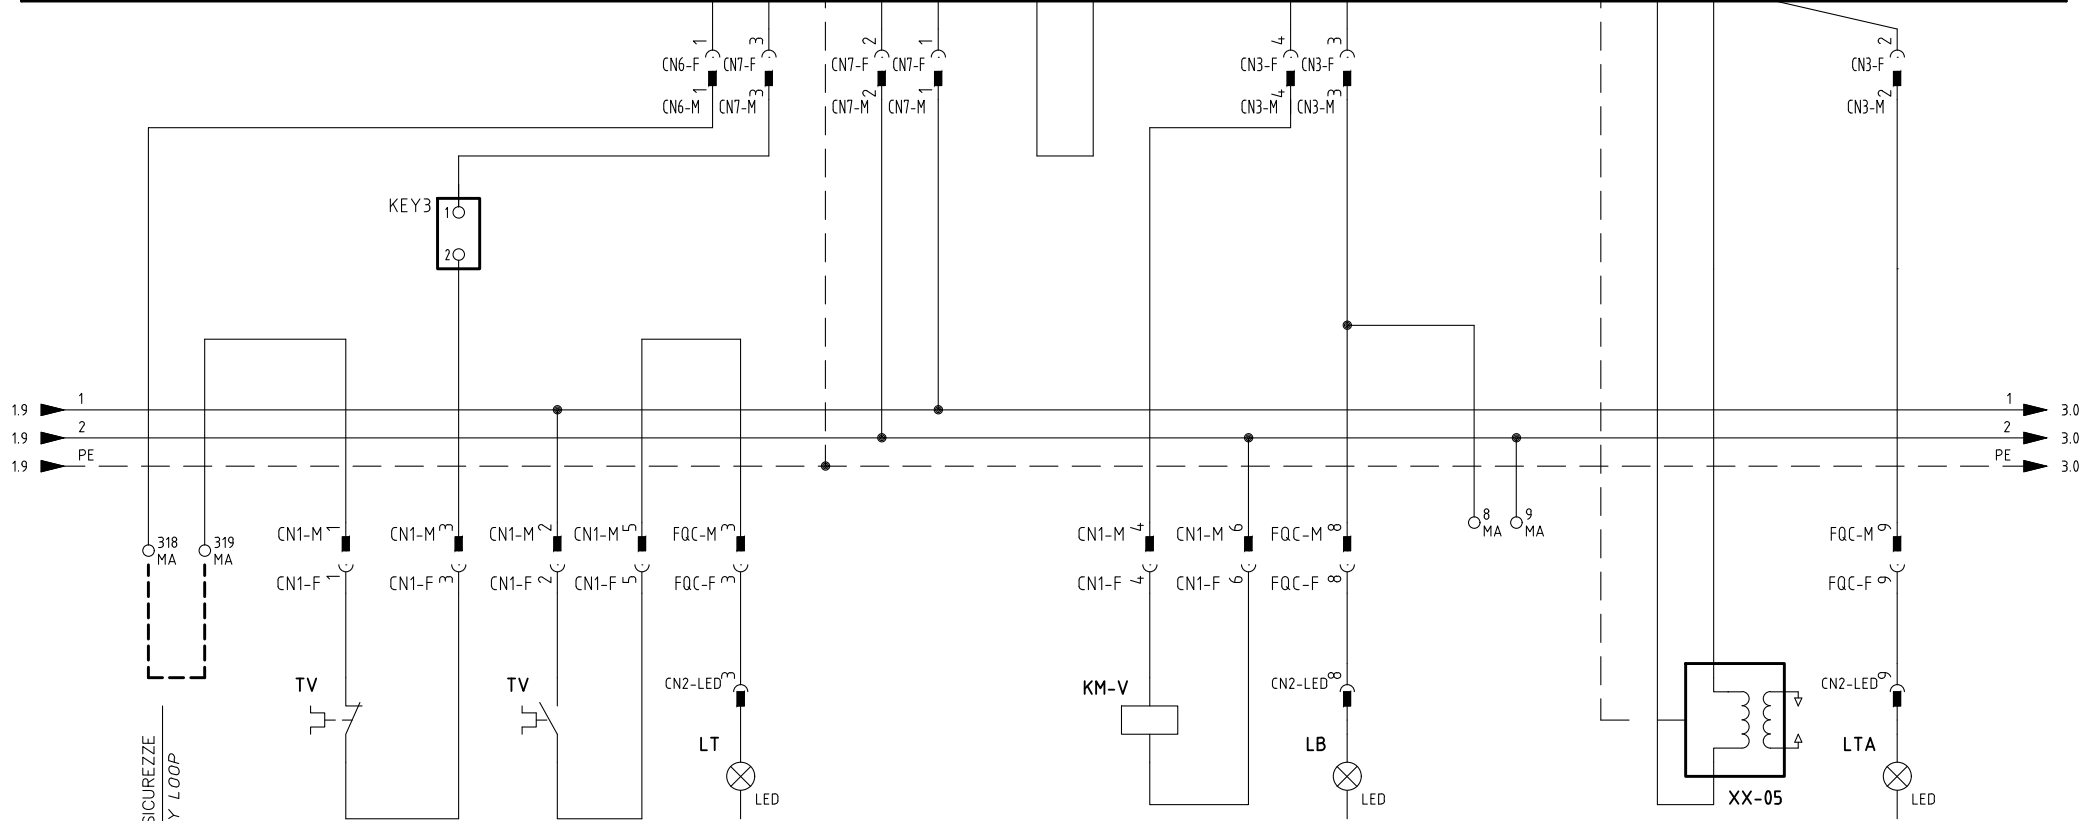 1 3 2 1 4 3 2
CN6-F CN7-F CN7-F CN7-F CN3-F CN3-F CN3-F
1 3 2 1 4 3 2
CN6-M CN7-M CN7-M CN7-M CN3-M CN3-M CN3-M
KEY3 1
2
1.9 1 1 3.0
1.9 2 2 3.0
1.9 PE PE 3.0
8 9
MA MA
CN1-M 1 CN1-M 3 CN1-M 2 CN1-M 5 FQC-M 3 CN1-M 4 CN1-M 6 FQC-M 8 FQC-M 9
318 319
MA MA
CN1-F 1 CN1-F 3 CN1-F 2 CN1-F 5 FQC-F 3 CN1-F 4 CN1-F 6 FQC-F 8 FQC-F 9
TV TV CN2-LED 3 KM-V CN2-LED 8 CN2-LED 9
LT LB LTA
LED LED XX-05 LED
SICUREZZE
Y LOOP